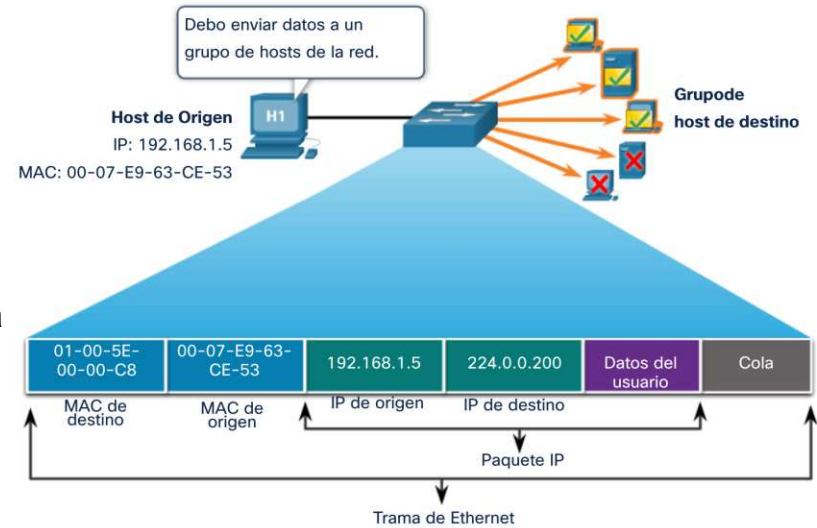 Debo enviar datos a un
grupo de hosts de la red.
Host de Origen
IP: 192.168.1.5
MAC: 00-07-E9-63-CE-53
H1
Grupode
host de destino
01-00-5E-
00-00-C8
00-07-E9-63-
CE-53
192.168.1.5
224.0.0.200
Datos del
usuario
Cola
MAC de
destino
MAC de
origen
IP de origen
IP de destino
Paquete IP
Trama de Ethernet